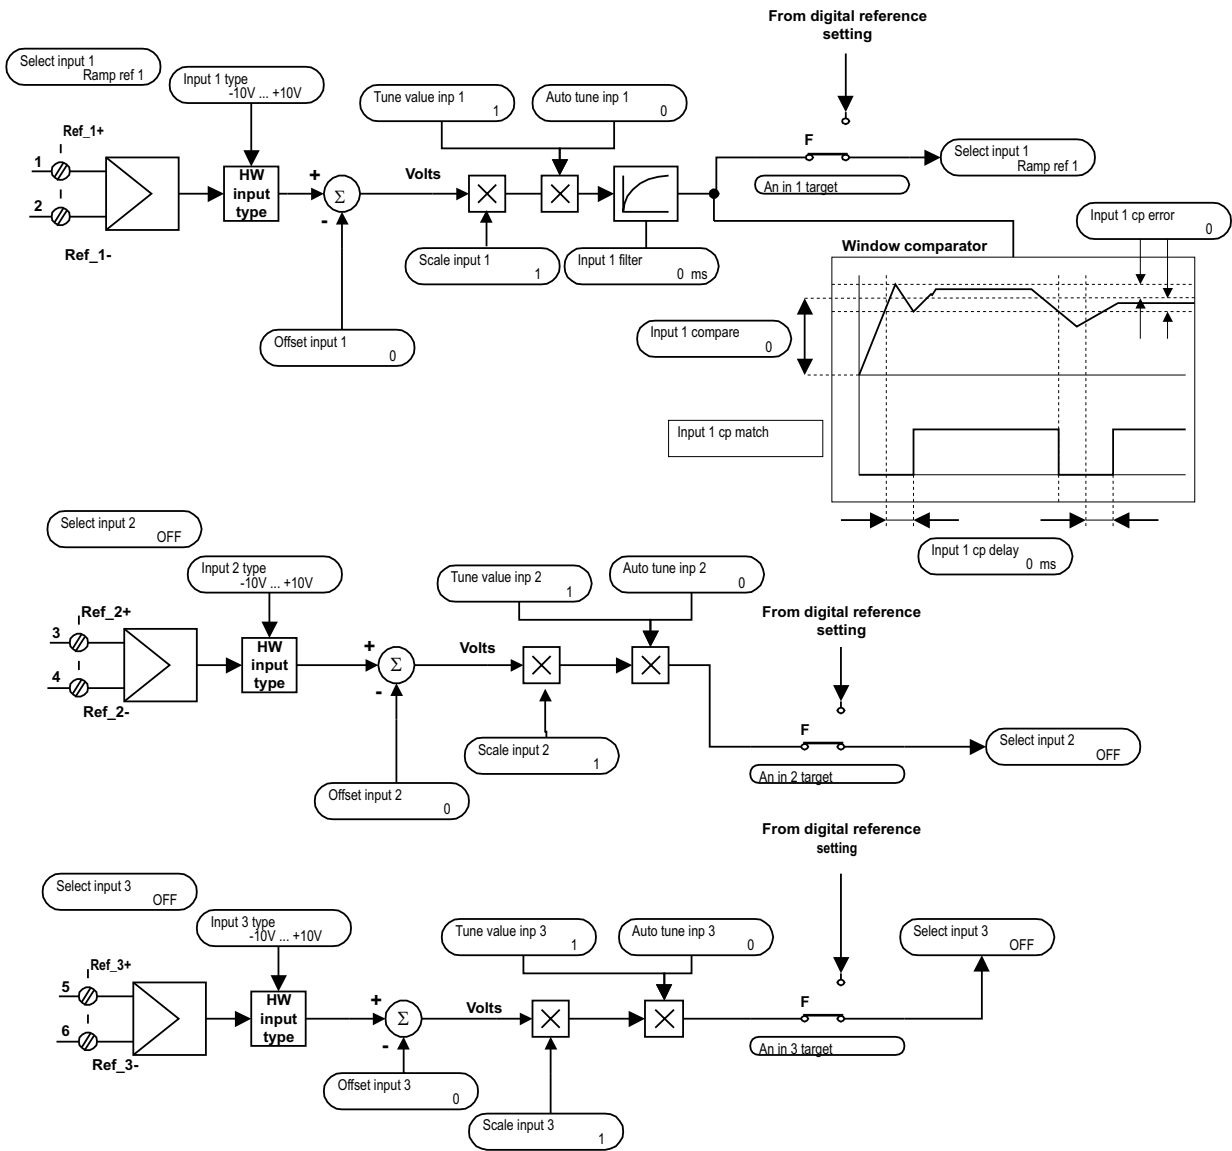 From digital reference
setting
Select input 1
Ramp ref 1
Input 1 type
-10V ... +10V
Tune value inp 1
1
Auto tune inp 1
0
Ref_1+
1
2
Ref_1-
HW
input
type
+
Σ
-
Volts
F
An in 1 target
Select input 1
Ramp ref 1
Scale input 1
1
Input 1 filter
0 ms
Offset input 1
0
Window comparator
Input 1 cp error
0
Input 1 compare
0
Input 1 cp match
Input 1 cp delay
0 ms
Select input 2
OFF
Input 2 type
-10V ... +10V
Tune value inp 2
1
Auto tune inp 2
0
From digital reference
setting
Ref_2+
3
4
Ref_2-
HW
input
type
+
Σ
-
Volts
F
An in 2 target
Select input 2
OFF
Scale input 2
1
Offset input 2
0
From digital reference
setting
Select input 3
OFF
Input 3 type
-10V ... +10V
Tune value inp 3
1
Auto tune inp 3
0
Select input 3
OFF
Ref_3+
5
6
Ref_3-
HW
input
type
+
Σ
-
Volts
F
An in 3 target
Offset input 3
0
Scale input 3
1